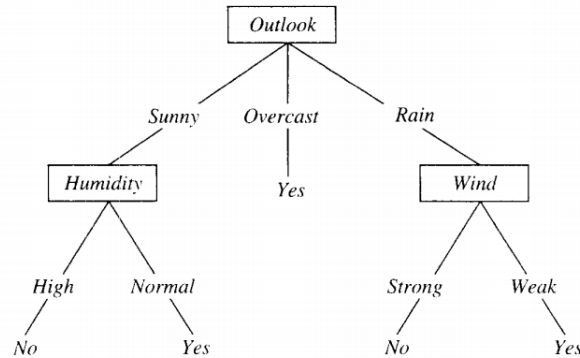 Outlook
Sunny Overcast Rain
Humidity Yes Wind
High Normal Strong Weak
No Yes No Yes